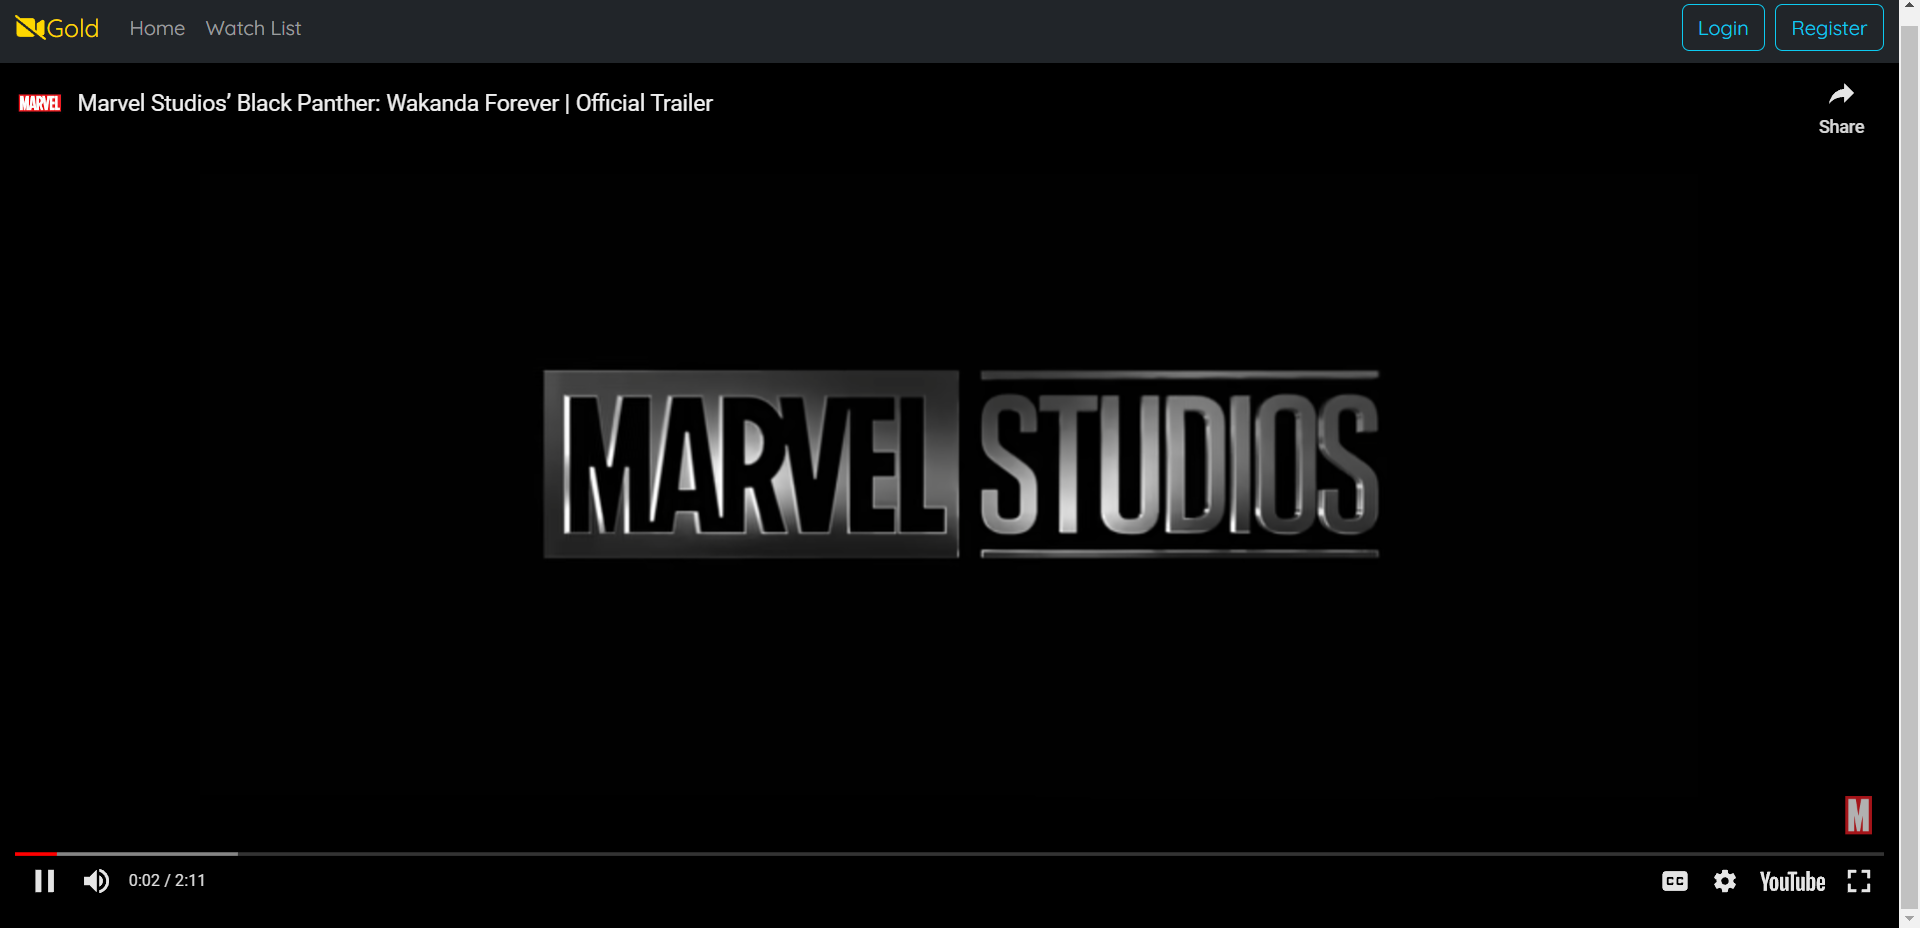 Gold Home Watch List Login Register
MARVEL Marvel Studios’ Black Panther: Wakanda Forever | Official Trailer
Share
MARVEL STUDIOS
M
0:02 / 2:11 CC YouTube